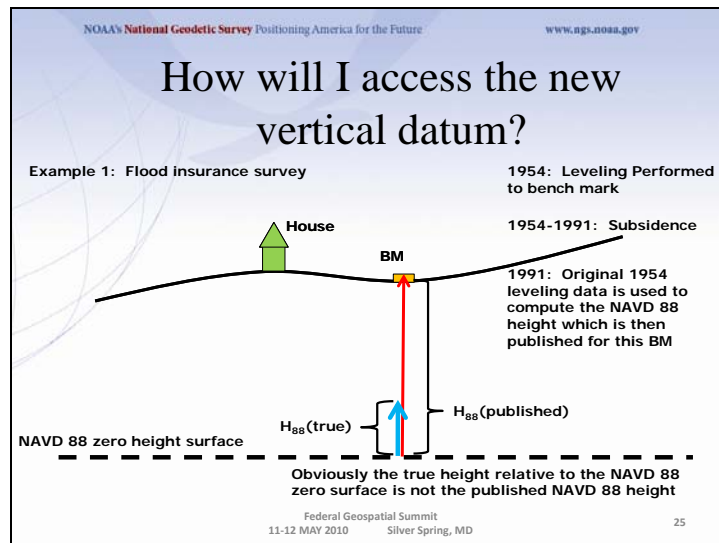 NOAA's National Geodetic Survey Positioning America for the Future www.ngs.noaa.gov
How will I access the new
vertical datum?
Example 1: Flood insurance survey
1954: Leveling Performed
to bench mark
1954-1991: Subsidence
1991: Original 1954
leveling data is used to
compute the NAVD 88
height which is then
published for this BM
House
BM
H88(true)
H88(published)
NAVD 88 zero height surface
Obviously the true height relative to the NAVD 88
zero surface is not the published NAVD 88 height
Federal Geospatial Summit
11-12 MAY 2010 Silver Spring, MD
25